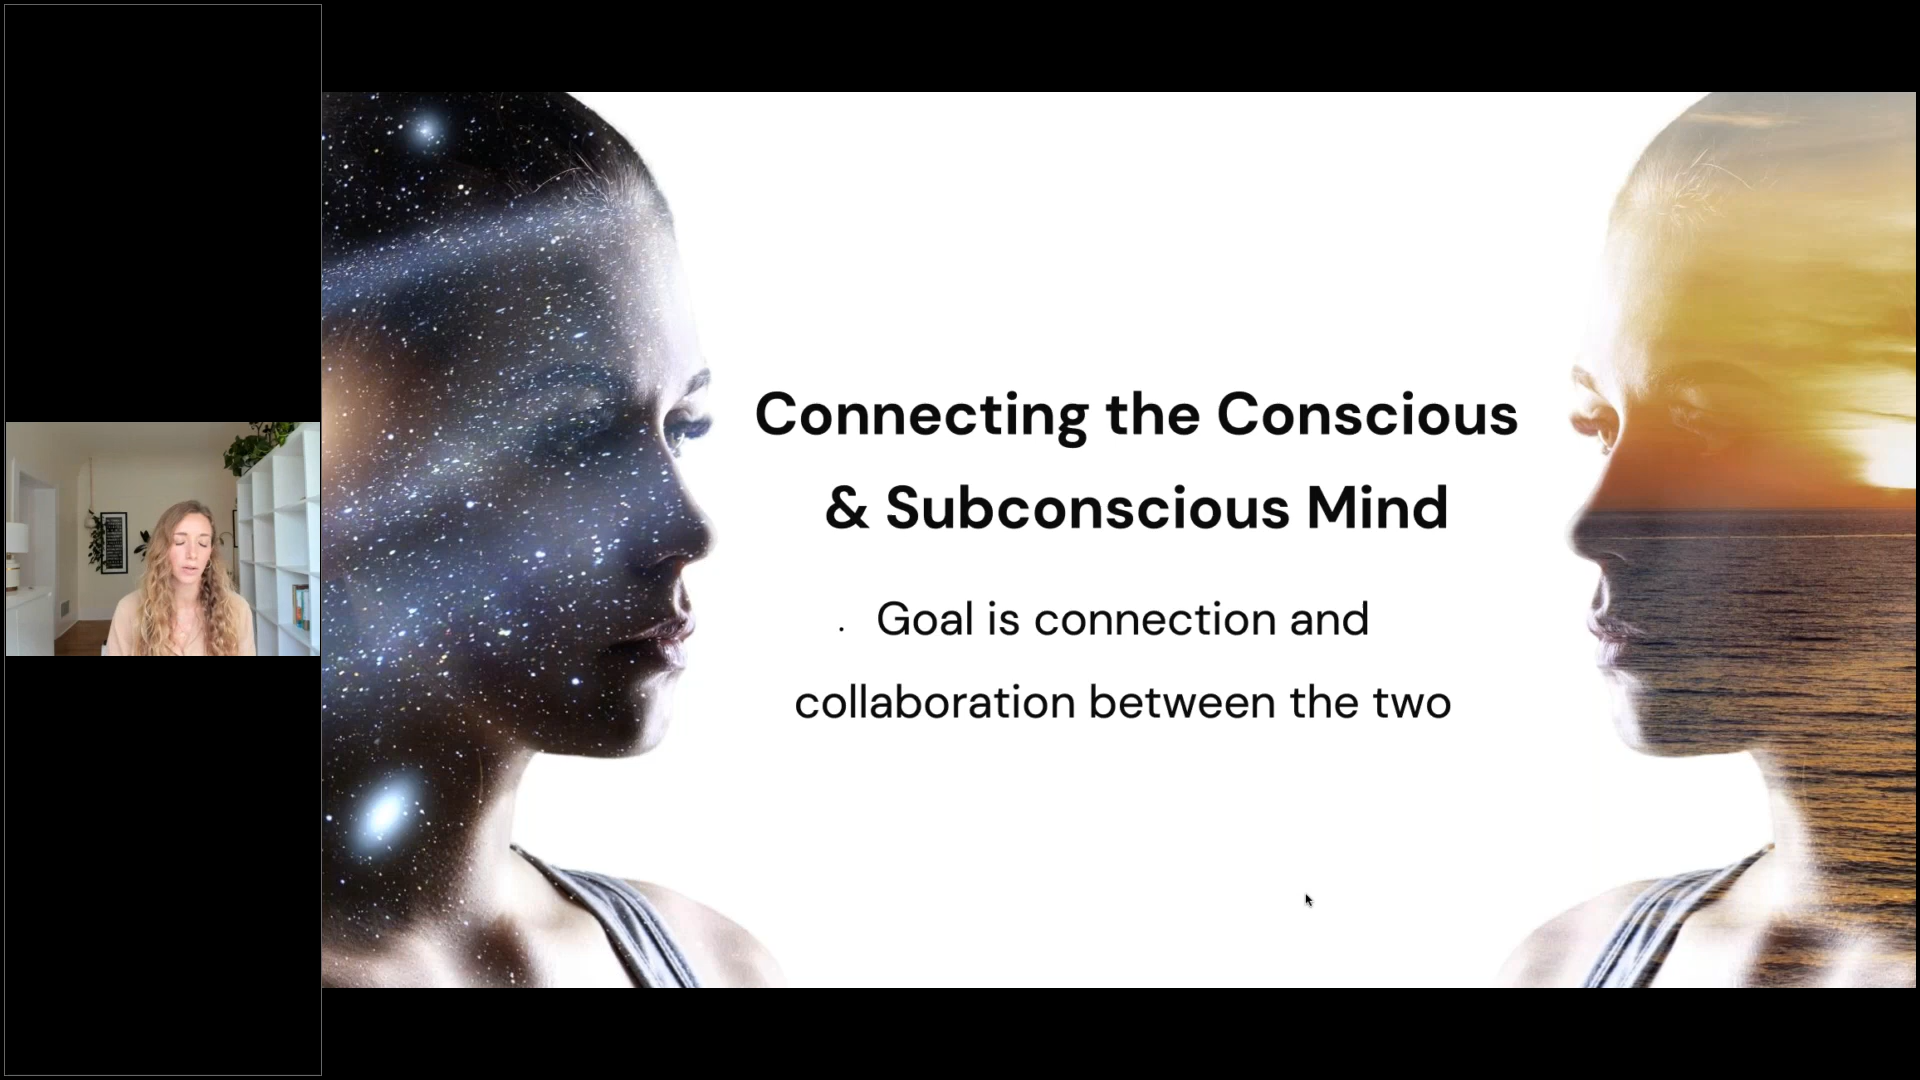 Connecting the Conscious
& Subconscious Mind
. Goal is connection and
collaboration between the two